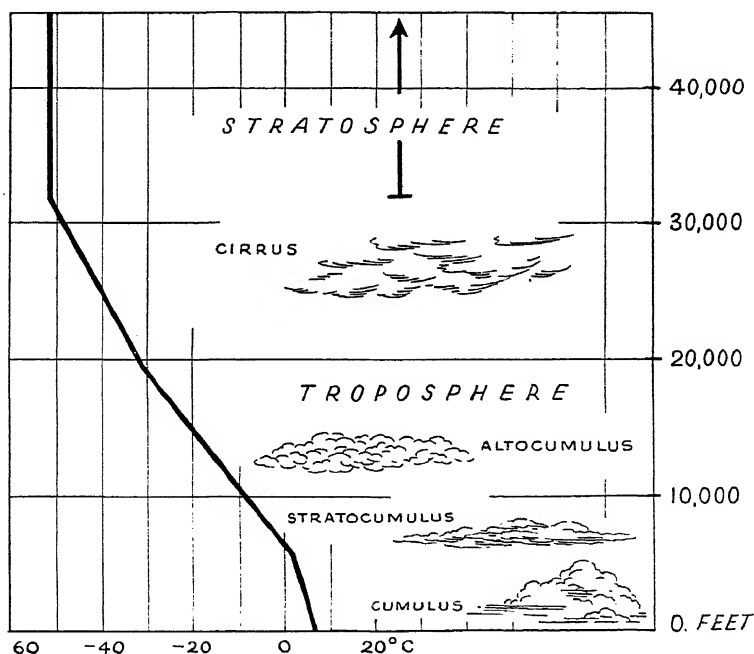 40,000
STRATOSPHERE
30,000
CIRRUS
20,000
TROPOSPHERE
ALTOCUMULUS
10,000
STRATOCUMULUS
CUMULUS
0. FEET
60 -40 -20 0 20°C